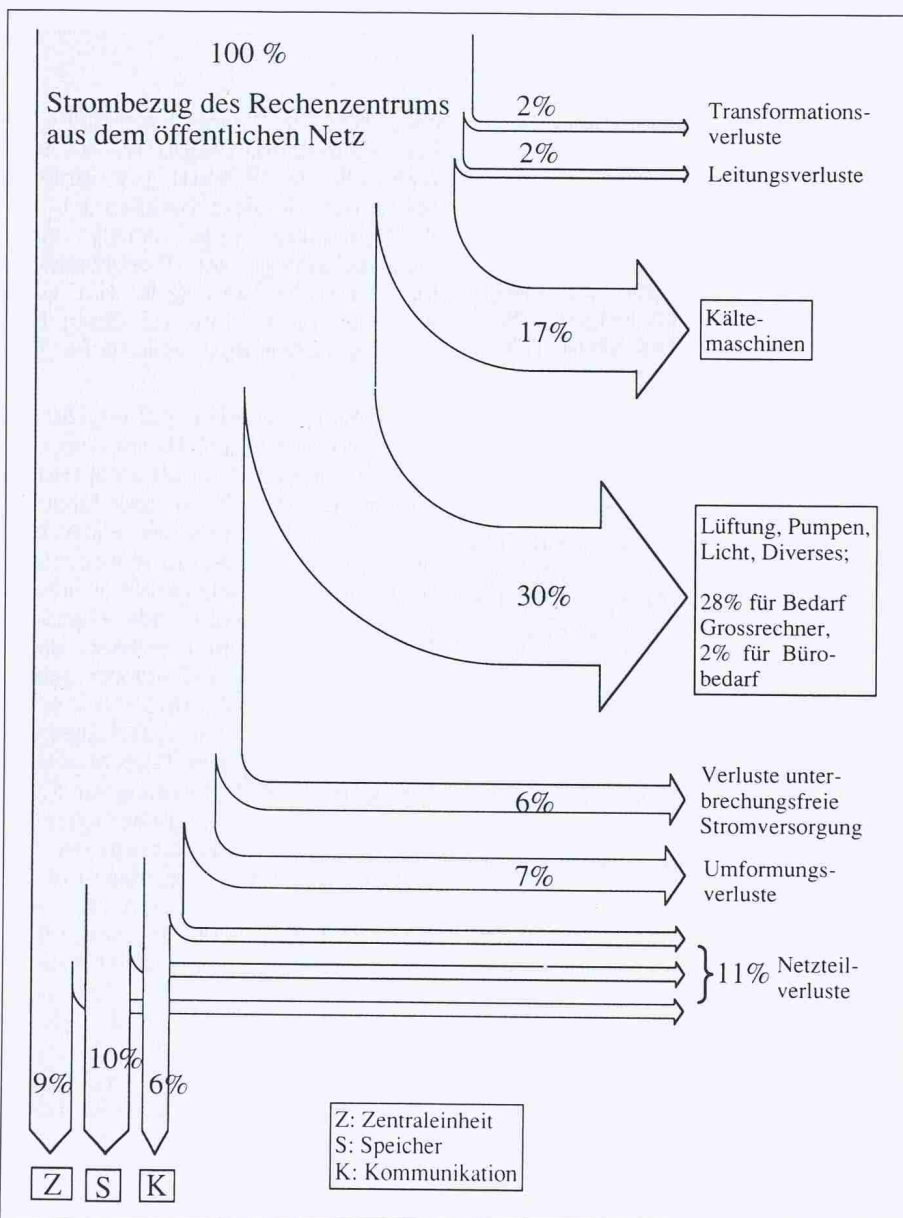 100 %
Strombezug des Rechenzentrums
aus dem öffentlichen Netz
2%
Transformations-
verluste
2%
Leitungsverluste
17%
Kälte-
maschinen
30%
Lüftung, Pumpen,
Licht, Diverses;
28% für Bedarf
Grossrechner,
2% für Büro-
bedarf
6%
Verluste unter-
brechungsfreie
Stromversorgung
7%
Umformungs-
verluste
11%
Netzteil-
verluste
9%
10%
6%
Z: Zentraleinheit
S: Speicher
K: Kommunikation
Z
S
K